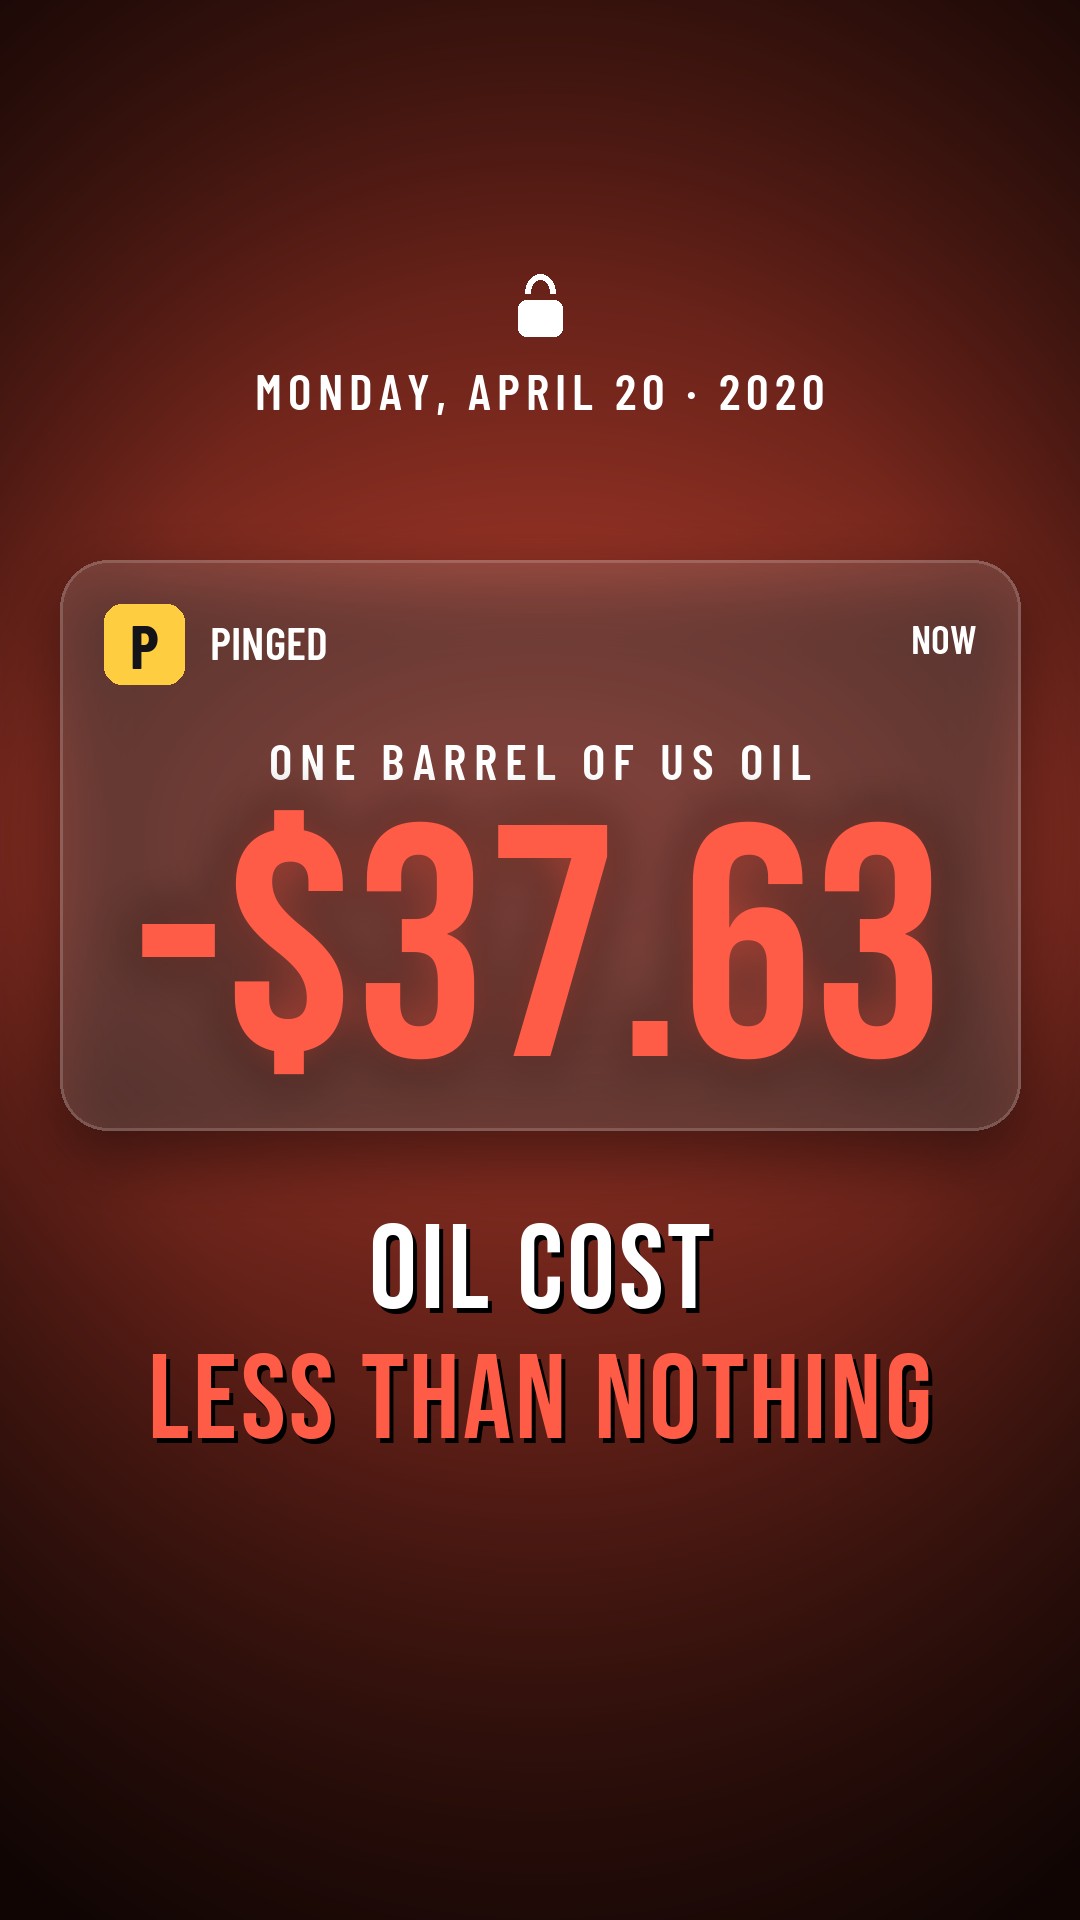 MONDAY, APRIL 20 · 2020
P PINGED NOW
ONE BARREL OF US OIL
-$37.63
OIL COST
LESS THAN NOTHING